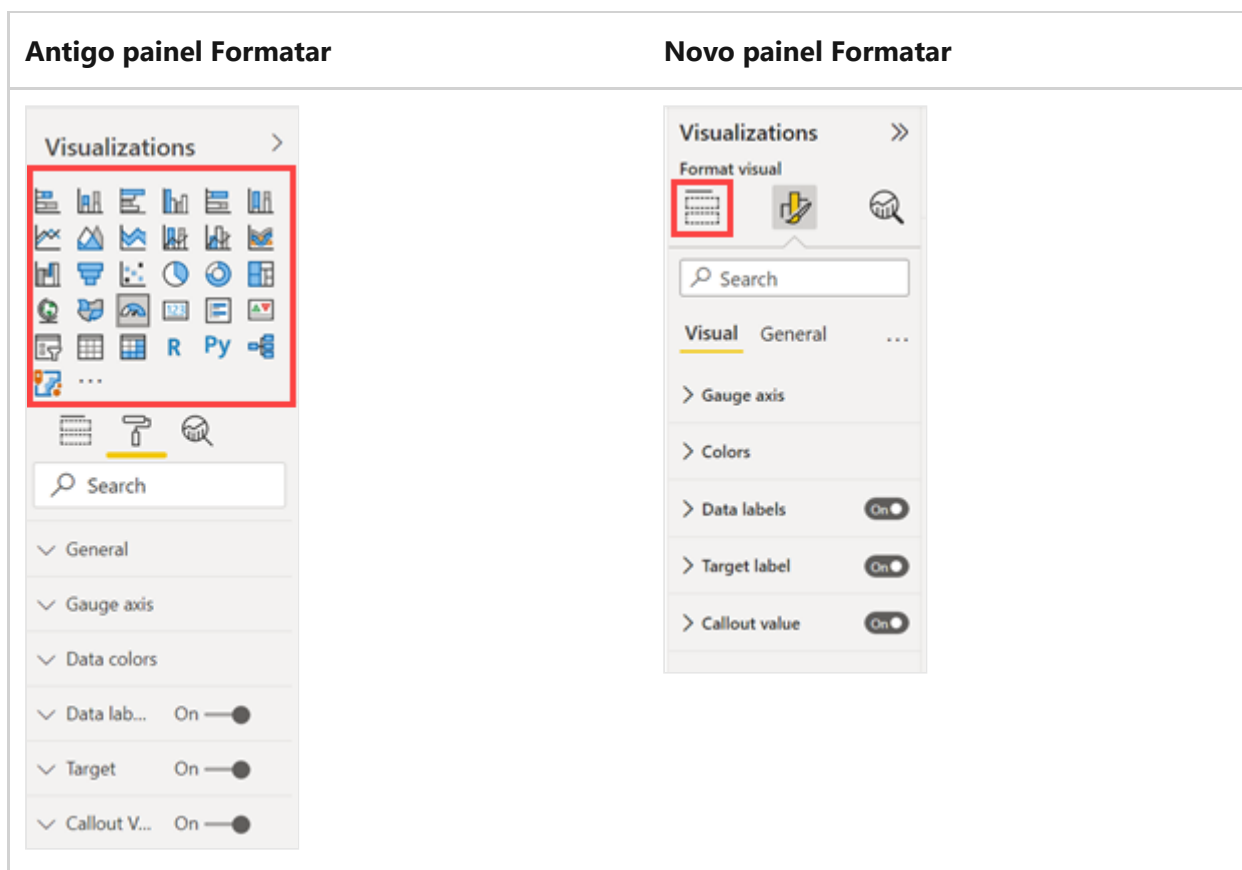 Antigo painel Formatar
Novo painel Formatar
Visualizations
123
R
Py
...
Search
General
Gauge axis
Data colors
Data lab... On
Target On
Callout V... On
Visualizations
Format visual
Search
Visual General ...
Gauge axis
Colors
Data labels On
Target label On
Callout value On